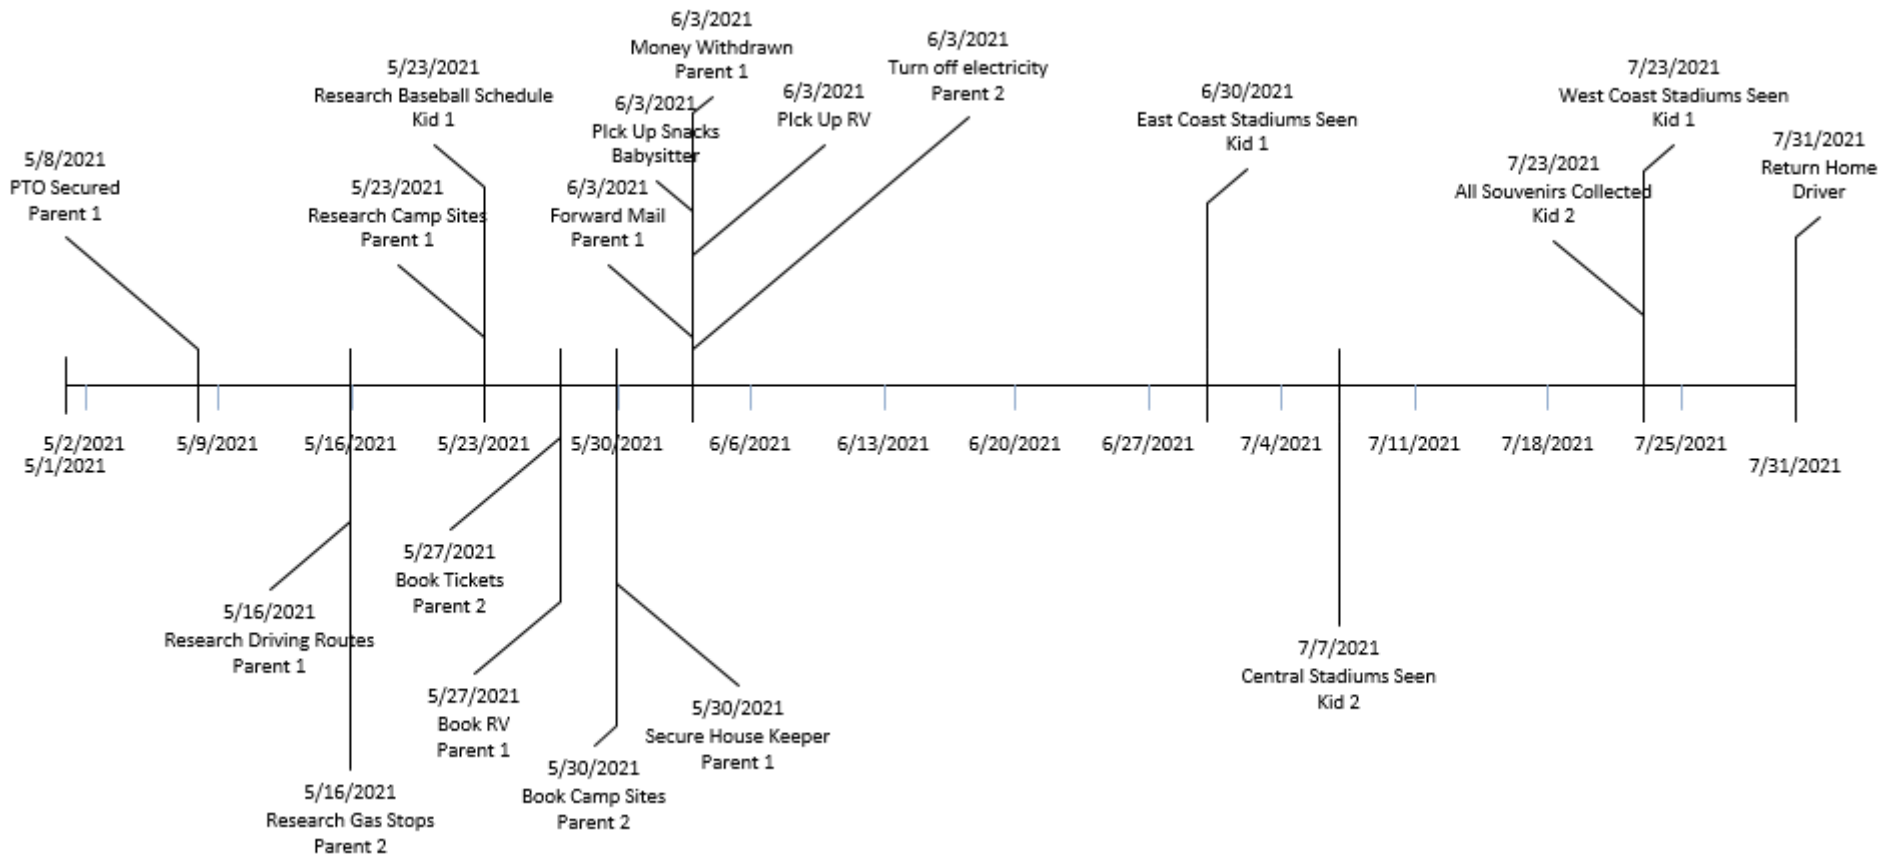 6/3/2021
Money Withdrawn
Parent 1
6/3/2021
Turn off electricity
Parent 2
5/23/2021
Research Baseball Schedule
Kid 1
6/3/2021
PIck Up Snacks
Babysitter
6/3/2021
PIck Up RV
6/30/2021
East Coast Stadiums Seen
Kid 1
7/23/2021
West Coast Stadiums Seen
Kid 1
5/8/2021
PTO Secured
Parent 1
5/23/2021
Research Camp Sites
Parent 1
6/3/2021
Forward Mail
Parent 1
7/23/2021
All Souvenirs Collected
Kid 2
7/31/2021
Return Home
Driver
5/2/2021 5/9/2021 5/16/2021 5/23/2021 5/30/2021 6/6/2021 6/13/2021 6/20/2021 6/27/2021 7/4/2021 7/11/2021 7/18/2021 7/25/2021
5/1/2021 7/31/2021
5/16/2021
Research Driving Routes
Parent 1
5/27/2021
Book Tickets
Parent 2
5/27/2021
Book RV
Parent 1
5/30/2021
Secure House Keeper
Parent 1
7/7/2021
Central Stadiums Seen
Kid 2
5/16/2021
Research Gas Stops
Parent 2
5/30/2021
Book Camp Sites
Parent 2